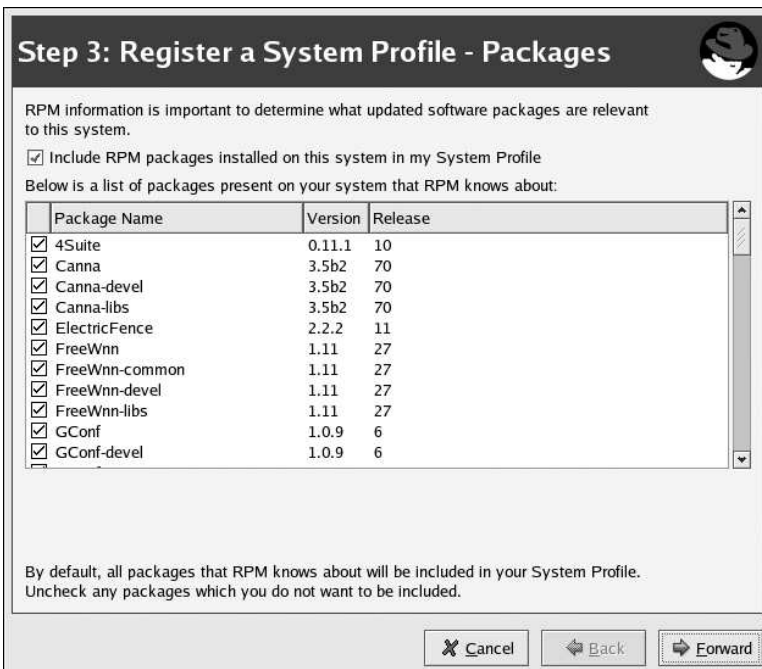 Step 3: Register a System Profile - Packages
RPM information is important to determine what updated software packages are relevant
to this system.
Include RPM packages installed on this system in my System Profile
Below is a list of packages present on your system that RPM knows about:
Package Name Version Release
4Suite 0.11.1 10
Canna 3.5b2 70
Canna-devel 3.5b2 70
Canna-libs 3.5b2 70
ElectricFence 2.2.2 11
FreeWnn 1.11 27
FreeWnn-common 1.11 27
FreeWnn-devel 1.11 27
FreeWnn-libs 1.11 27
GConf 1.0.9 6
GConf-devel 1.0.9 6
By default, all packages that RPM knows about will be included in your System Profile.
Uncheck any packages which you do not want to be included.
Cancel Back Forward